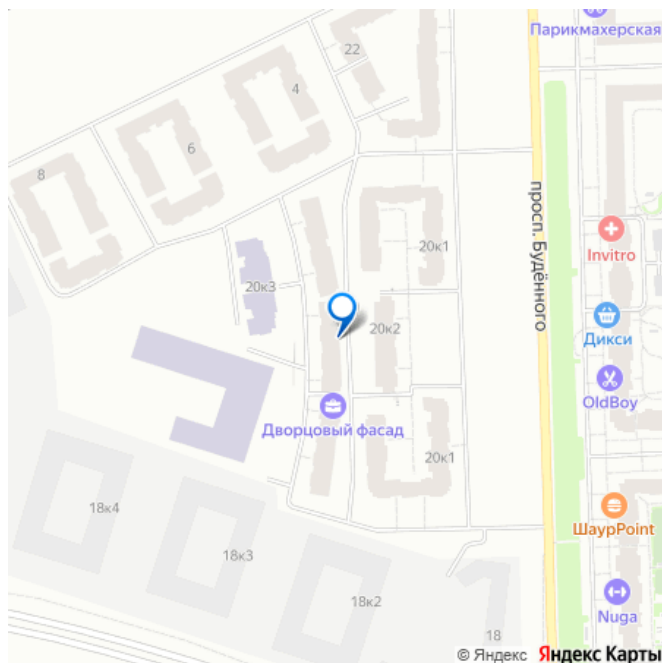 Парикмахерская
22
4
6
8
просп. Будённого
20к1
Invitro
20к3
20к2
Дикси
OldBoy
Дворцовый фасад
20к1
18к4
ШаурPoint
18к3
18к2
Nuga
18
© Яндекс Яндекс Карты